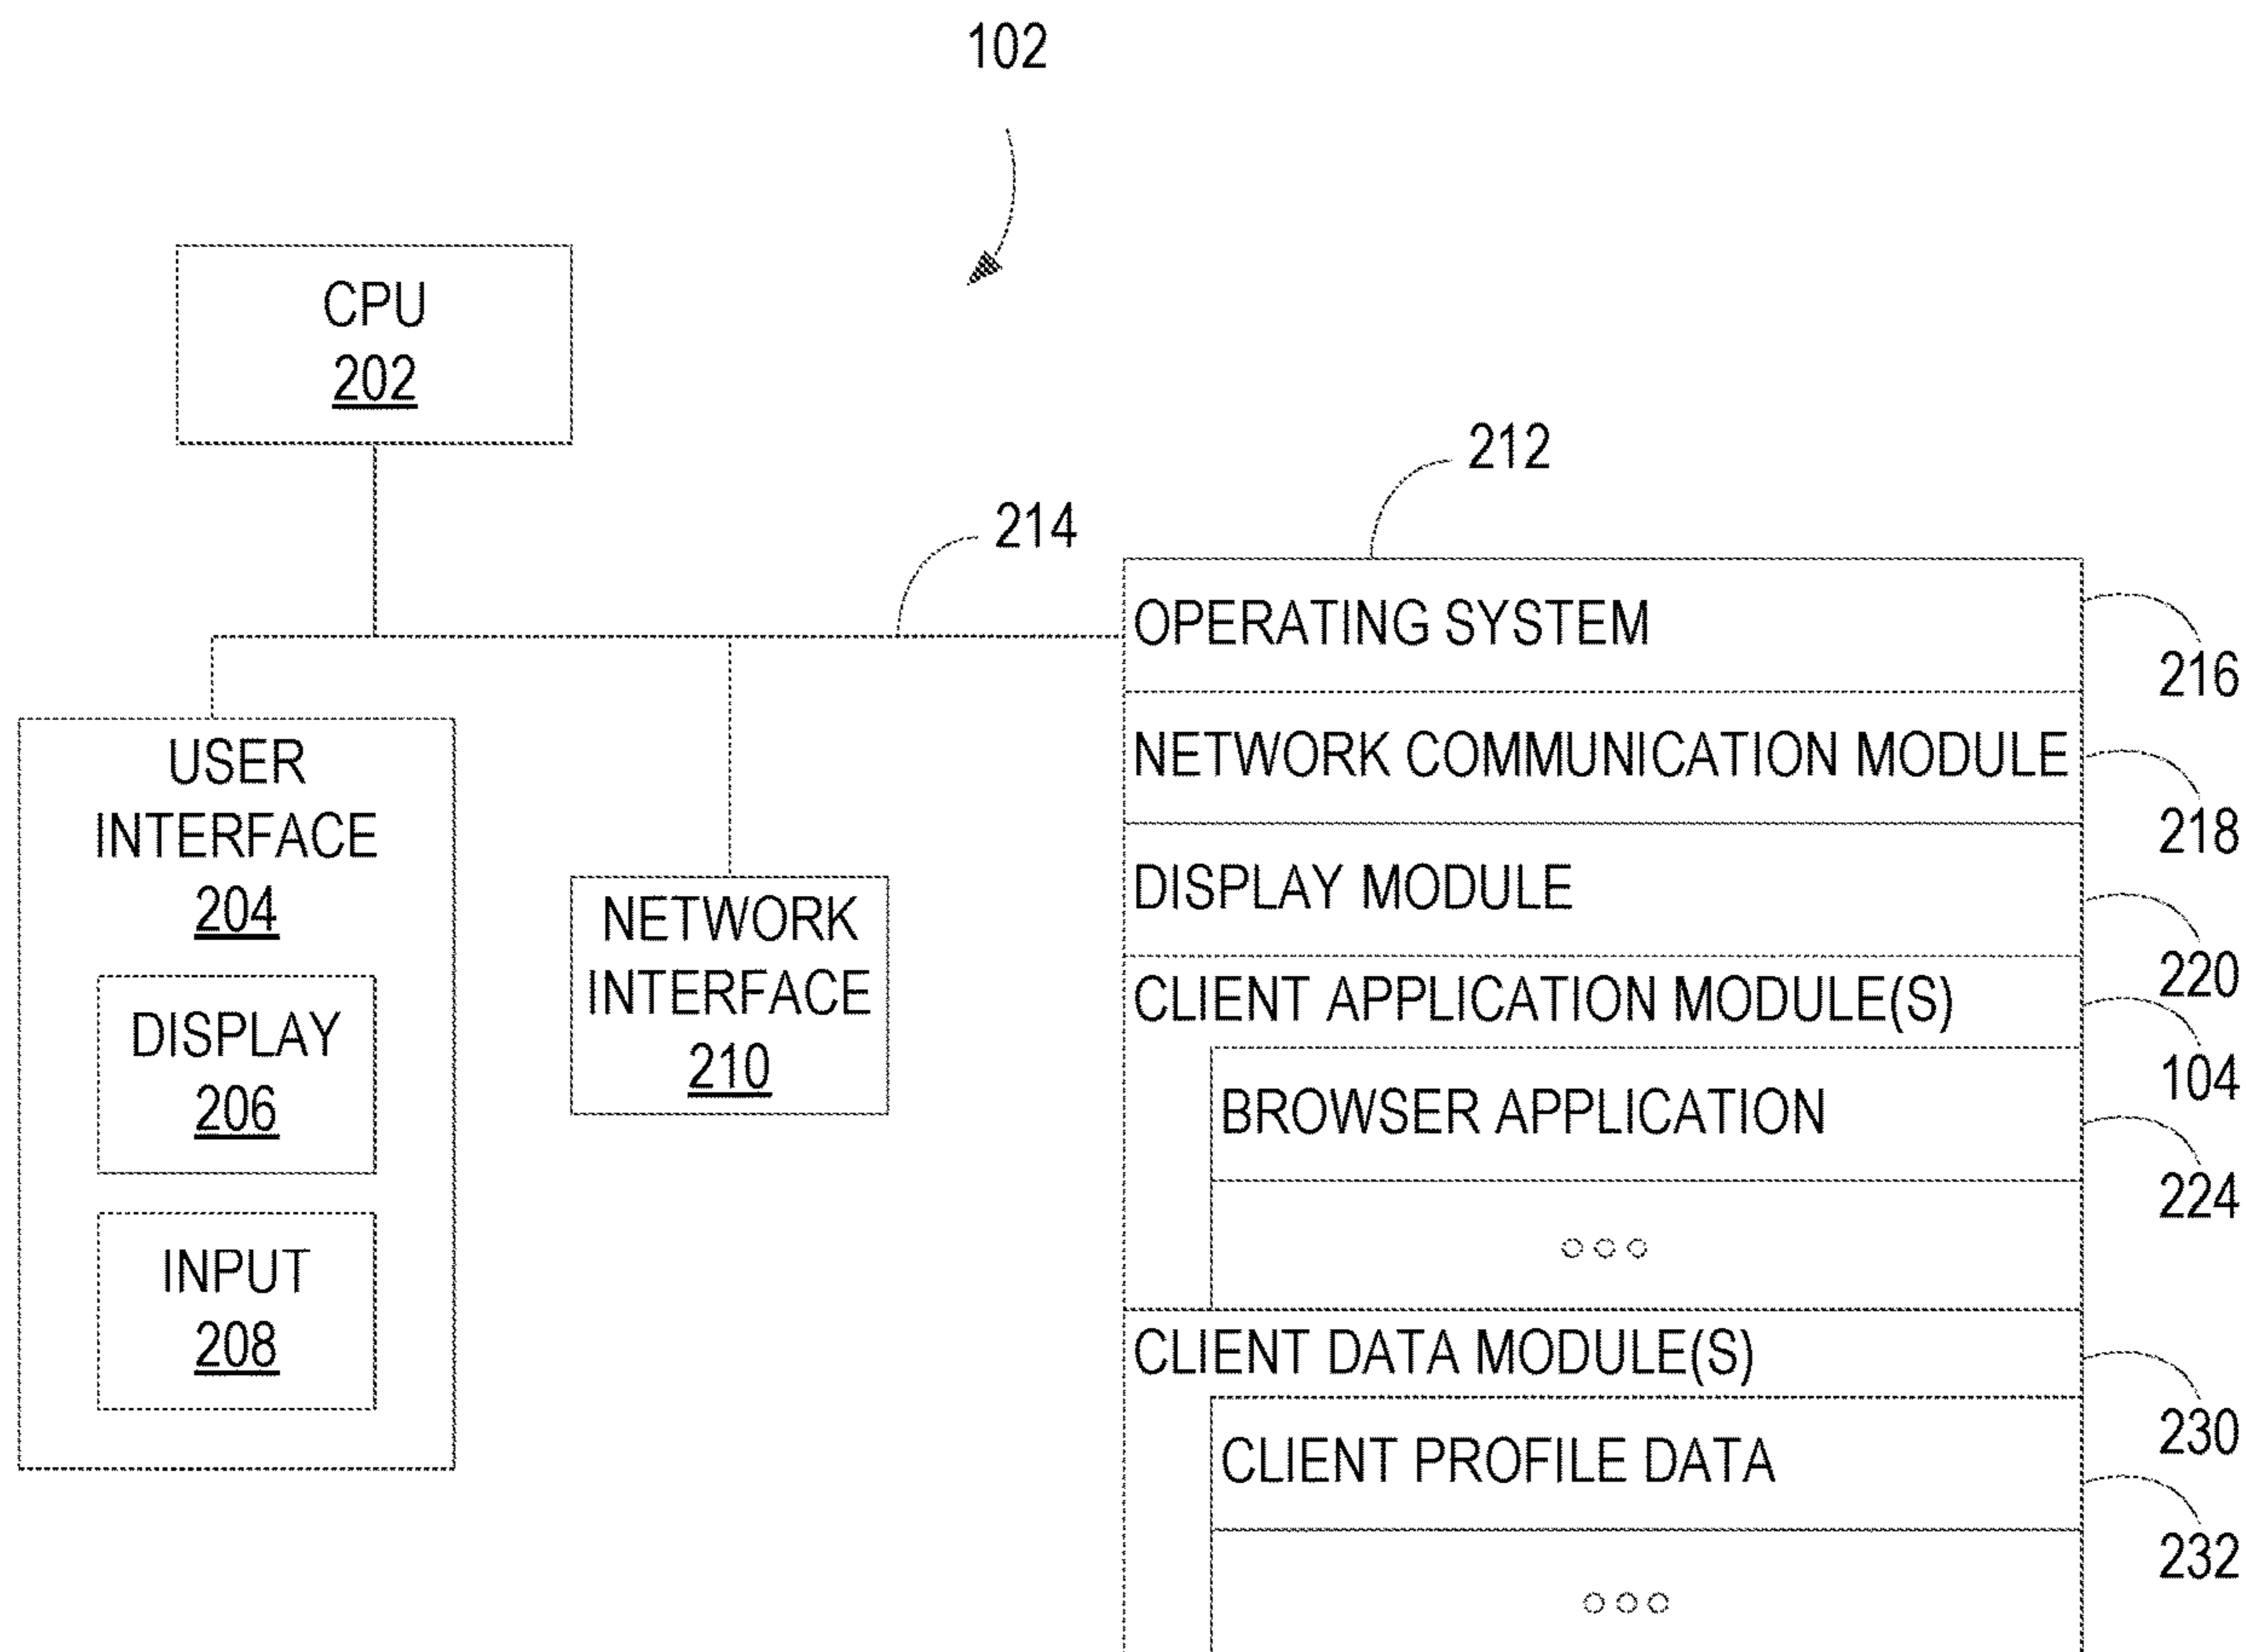 102
CPU
202
212
214
OPERATING SYSTEM
216
NETWORK COMMUNICATION MODULE
218
DISPLAY MODULE
220
CLIENT APPLICATION MODULE(S)
104
BROWSER APPLICATION
224
CLIENT DATA MODULE(S)
230
CLIENT PROFILE DATA
232
USER
INTERFACE
204
DISPLAY
206
INPUT
208
NETWORK
INTERFACE
210